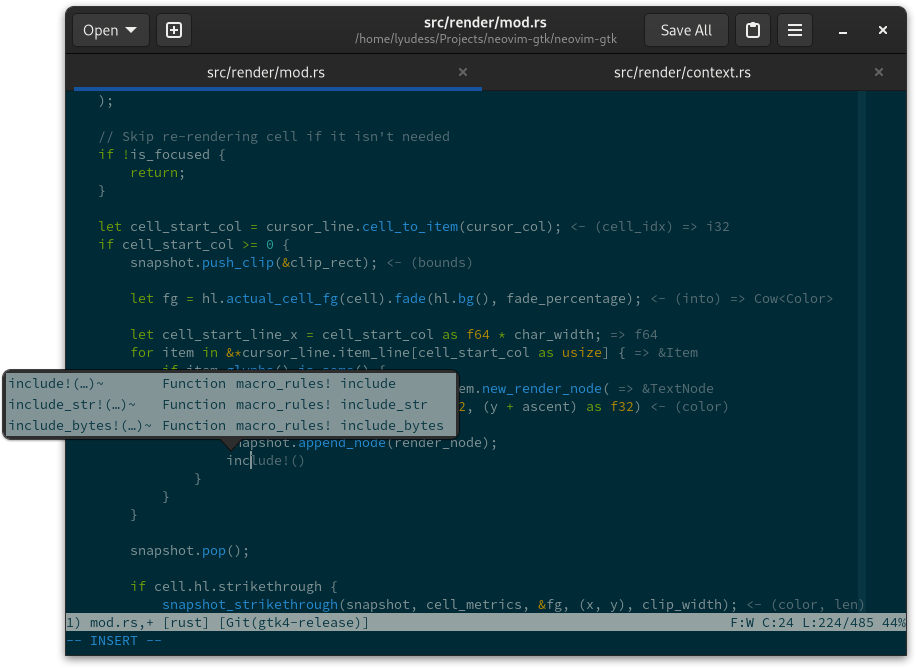 Open
src/render/mod.rs
/home/lyudess/Projects/neovim-gtk/neovim-gtk
Save All
src/render/mod.rs
src/render/context.rs
);
// Skip re-rendering cell if it isn't needed
if !is_focused {
return;
}
let cell_start_col = cursor_line.cell_to_item(cursor_col); <- (cell_idx) => i32
if cell_start_col >= 0 {
snapshot.push_clip(&clip_rect); <- (bounds)
let fg = hl.actual_cell_fg(cell).fade(hl.bg(), fade_percentage); <- (into) => Cow<Color>
let cell_start_line_x = cell_start_col as f64 * char_width; => f64
for item in &*cursor_line.item_line[cell_start_col as usize] { => &Item
include!(…)~ Function macro_rules! include
em.new_render_node( => &TextNode
include_str!(…)~ Function macro_rules! include_str
2, (y + ascent) as f32) <- (color)
include_bytes!(…)~ Function macro_rules! include_bytes
napshot.append_node(render_node);
include!()
}
}
}
snapshot.pop();
if cell.hl.strikethrough {
snapshot_strikethrough(snapshot, cell_metrics, &fg, (x, y), clip_width); <- (color, len)
1) mod.rs,+ [rust] [Git(gtk4-release)] F:W C:24 L:224/485 44%
-- INSERT --